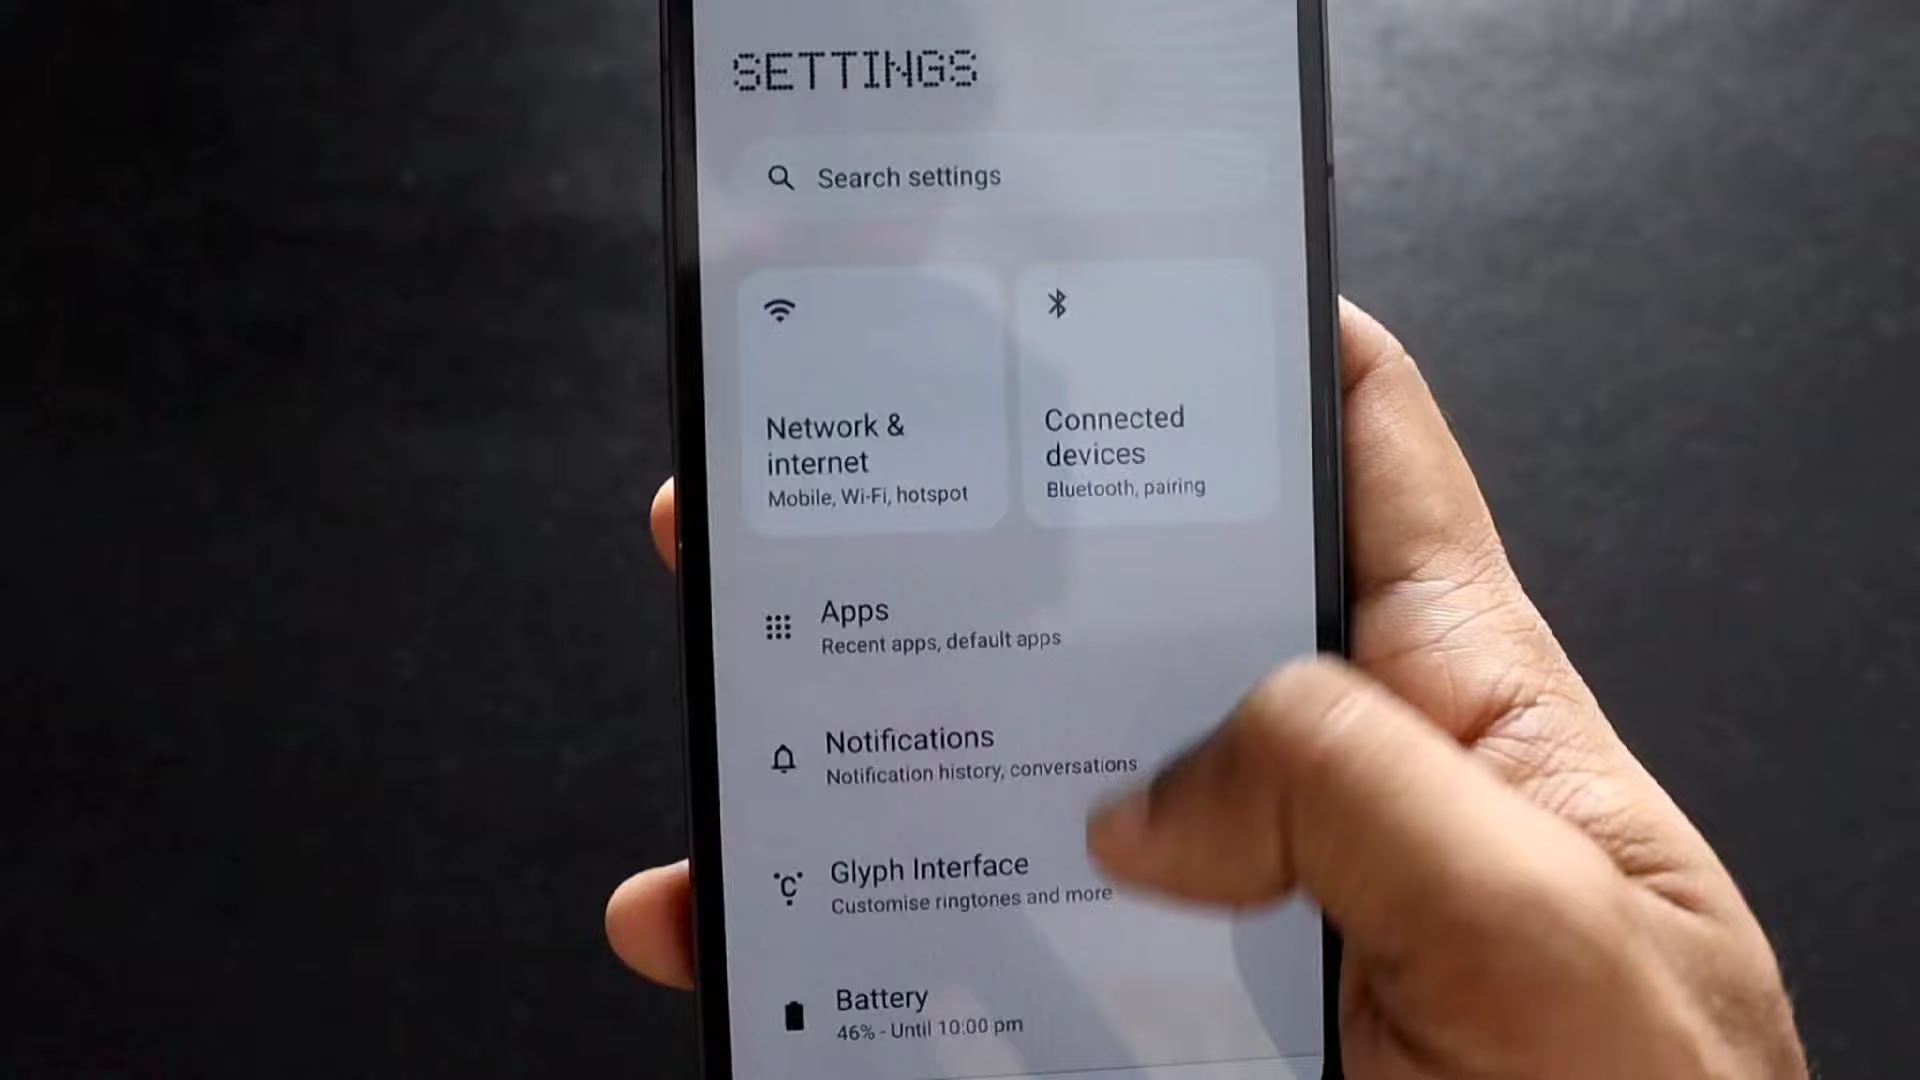 SETTINGS
Search settings
Network &
internet
Mobile, Wi-Fi, hotspot
Connected
devices
Bluetooth, pairing
Apps
Recent apps, default apps
Notifications
Notification history, conversations
Glyph Interface
Customise ringtones and more
Battery
46% - Until 10:00 pm